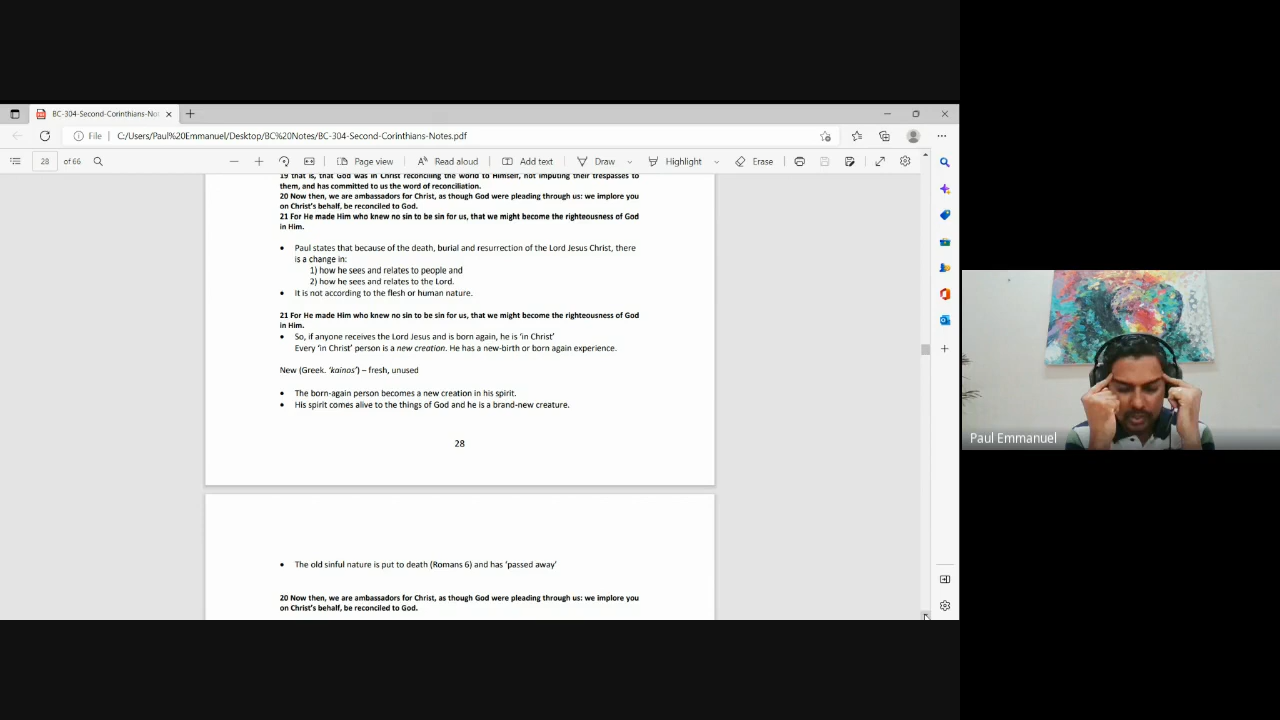 BC-304-Second-Corinthians-Not
File C:/Users/Paul%20Emmanuel/Desktop/BC%20Notes/BC-304-Second-Corinthians-Notes.pdf
28 of 66 Page view Read aloud Add text Draw Highlight Erase
19 that is, that God was in Christ reconciling the world to Himself, not imputing their trespasses to
them, and has committed to us the word of reconciliation.
20 Now then, we are ambassadors for Christ, as though God were pleading through us: we implore you
on Christ's behalf, be reconciled to God.
21 For He made Him who knew no sin to be sin for us, that we might become the righteousness of God
in Him.
• Paul states that because of the death, burial and resurrection of the Lord Jesus Christ, there
is a change in:
1) how he sees and relates to people and
2) how he sees and relates to the Lord.
• It is not according to the flesh or human nature.
21 For He made Him who knew no sin to be sin for us, that we might become the righteousness of God
in Him.
• So, if anyone receives the Lord Jesus and is born again, he is 'in Christ'
Every 'in Christ' person is a new creation. He has a new-birth or born again experience.
New (Greek. 'kainos') – fresh, unused
• The born-again person becomes a new creation in his spirit.
• His spirit comes alive to the things of God and he is a brand-new creature.
28
• The old sinful nature is put to death (Romans 6) and has 'passed away'
20 Now then, we are ambassadors for Christ, as though God were pleading through us: we implore you
on Christ's behalf, be reconciled to God.
Paul Emmanuel